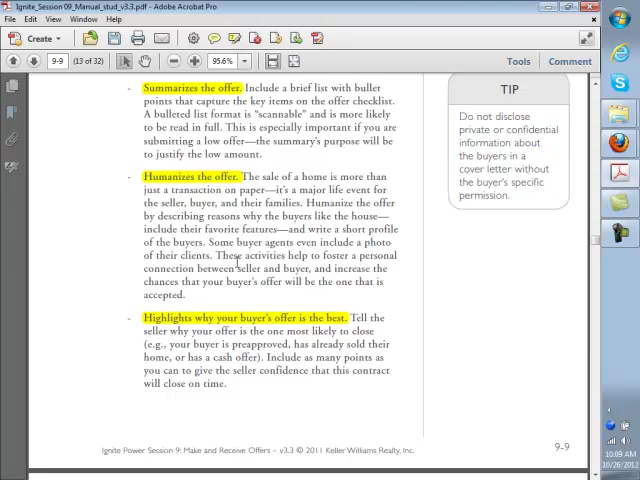 Ignite_Session 09_Manual_stud_v3.3.pdf - Adobe Acrobat Pro
File Edit View Window Help
Create
9-9 (13 of 32) 95.6% Tools Comment
- Summarizes the offer. Include a brief list with bullet
points that capture the key items on the offer checklist.
A bulleted list format is “scannable” and is more likely
to be read in full. This is especially important if you are
submitting a low offer—the summary’s purpose will be
to justify the low amount.
- Humanizes the offer. The sale of a home is more than
just a transaction on paper—it’s a major life event for
the seller, buyer, and their families. Humanize the offer
by describing reasons why the buyers like the house—
include their favorite features—and write a short profile
of the buyers. Some buyer agents even include a photo
of their clients. These activities help to foster a personal
connection between seller and buyer, and increase the
chances that your buyer’s offer will be the one that is
accepted.
- Highlights why your buyer’s offer is the best. Tell the
seller why your offer is the one most likely to close
(e.g., your buyer is preapproved, has already sold their
home, or has a cash offer). Include as many points as
you can to give the seller confidence that this contract
will close on time.
TIP
Do not disclose
private or confidential
information about
the buyers in a
cover letter without
the buyer’s specific
permission.
Ignite Power Session 9: Make and Receive Offers – v3.3 © 2011 Keller Williams Realty, Inc.
9-9
10:09 AM
10/26/2012